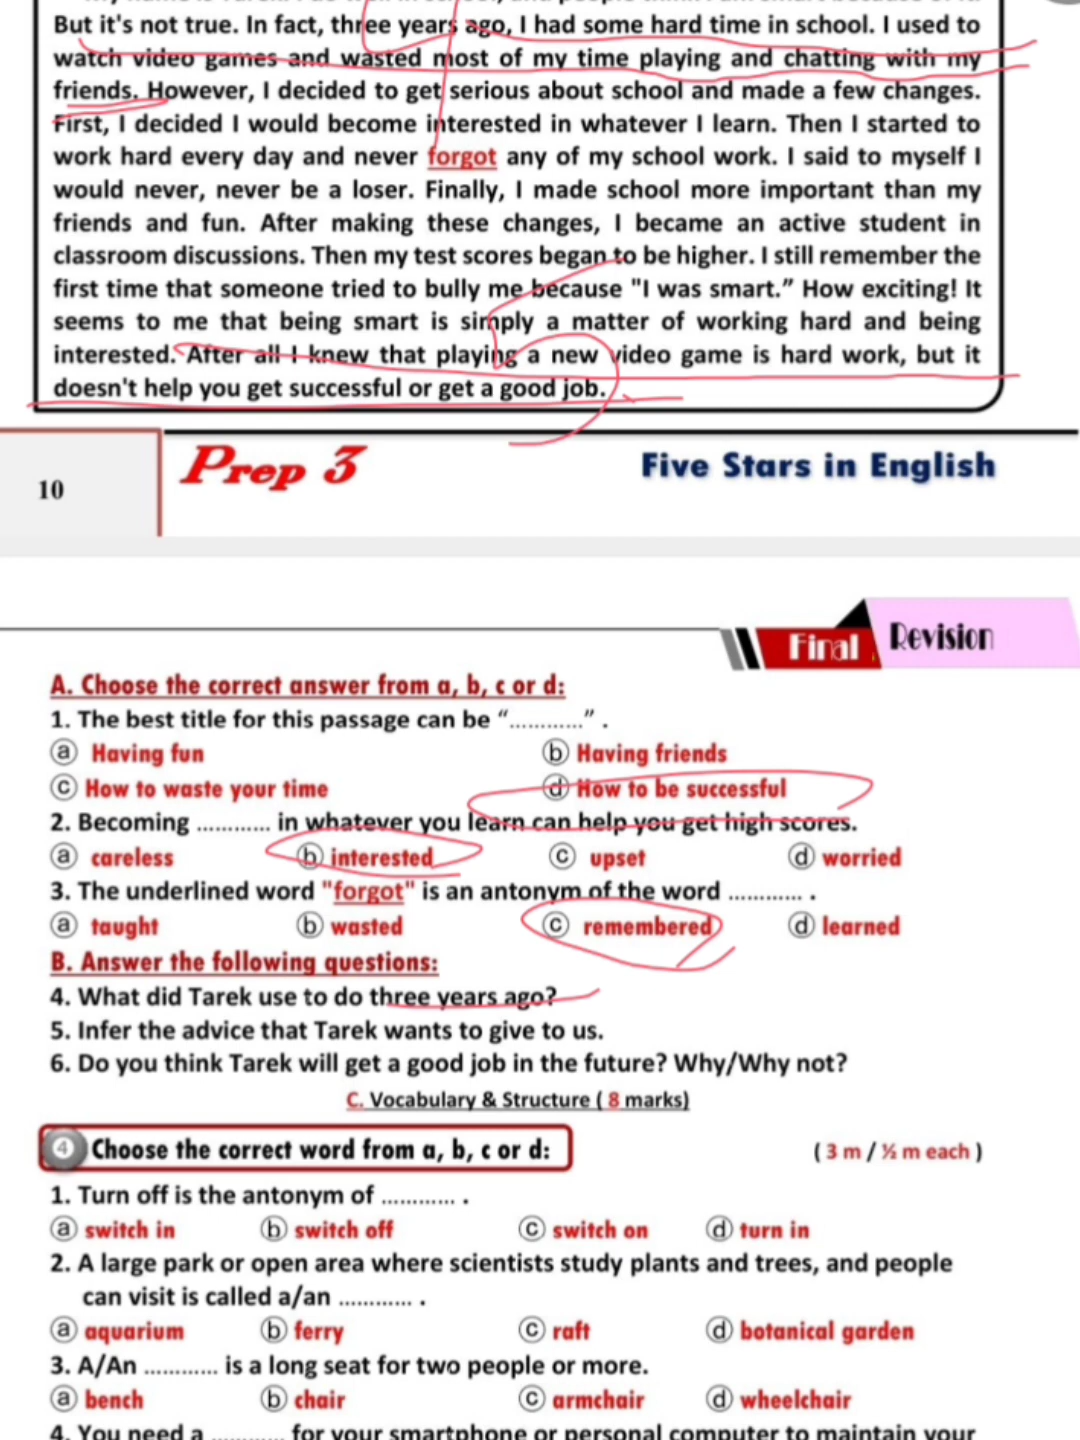 But it's not true. In fact, three years ago, I had some hard time in school. I used to
watch video games and wasted most of my time playing and chatting with my
friends. However, I decided to get serious about school and made a few changes.
First, I decided I would become interested in whatever I learn. Then I started to
work hard every day and never forgot any of my school work. I said to myself I
would never, never be a loser. Finally, I made school more important than my
friends and fun. After making these changes, I became an active student in
classroom discussions. Then my test scores began to be higher. I still remember the
first time that someone tried to bully me because "I was smart.” How exciting! It
seems to me that being smart is simply a matter of working hard and being
interested. After all I knew that playing a new video game is hard work, but it
doesn't help you get successful or get a good job.
10
Prep 3
Five Stars in English
Final Revision
A. Choose the correct answer from a, b, c or d:
1. The best title for this passage can be “............” .
ⓐ Having fun ⓑ Having friends
ⓒ How to waste your time ⓓ How to be successful
2. Becoming ............ in whatever you learn can help you get high scores.
ⓐ careless ⓑ interested ⓒ upset ⓓ worried
3. The underlined word "forgot" is an antonym of the word ............ .
ⓐ taught ⓑ wasted ⓒ remembered ⓓ learned
B. Answer the following questions:
4. What did Tarek use to do three years ago?
5. Infer the advice that Tarek wants to give to us.
6. Do you think Tarek will get a good job in the future? Why/Why not?
C. Vocabulary & Structure ( 8 marks)
4 Choose the correct word from a, b, c or d: ( 3 m / ½ m each )
1. Turn off is the antonym of ............ .
ⓐ switch in ⓑ switch off ⓒ switch on ⓓ turn in
2. A large park or open area where scientists study plants and trees, and people
can visit is called a/an ............ .
ⓐ aquarium ⓑ ferry ⓒ raft ⓓ botanical garden
3. A/An ............ is a long seat for two people or more.
ⓐ bench ⓑ chair ⓒ armchair ⓓ wheelchair
4. You need a ............ for your smartphone or personal computer to maintain your